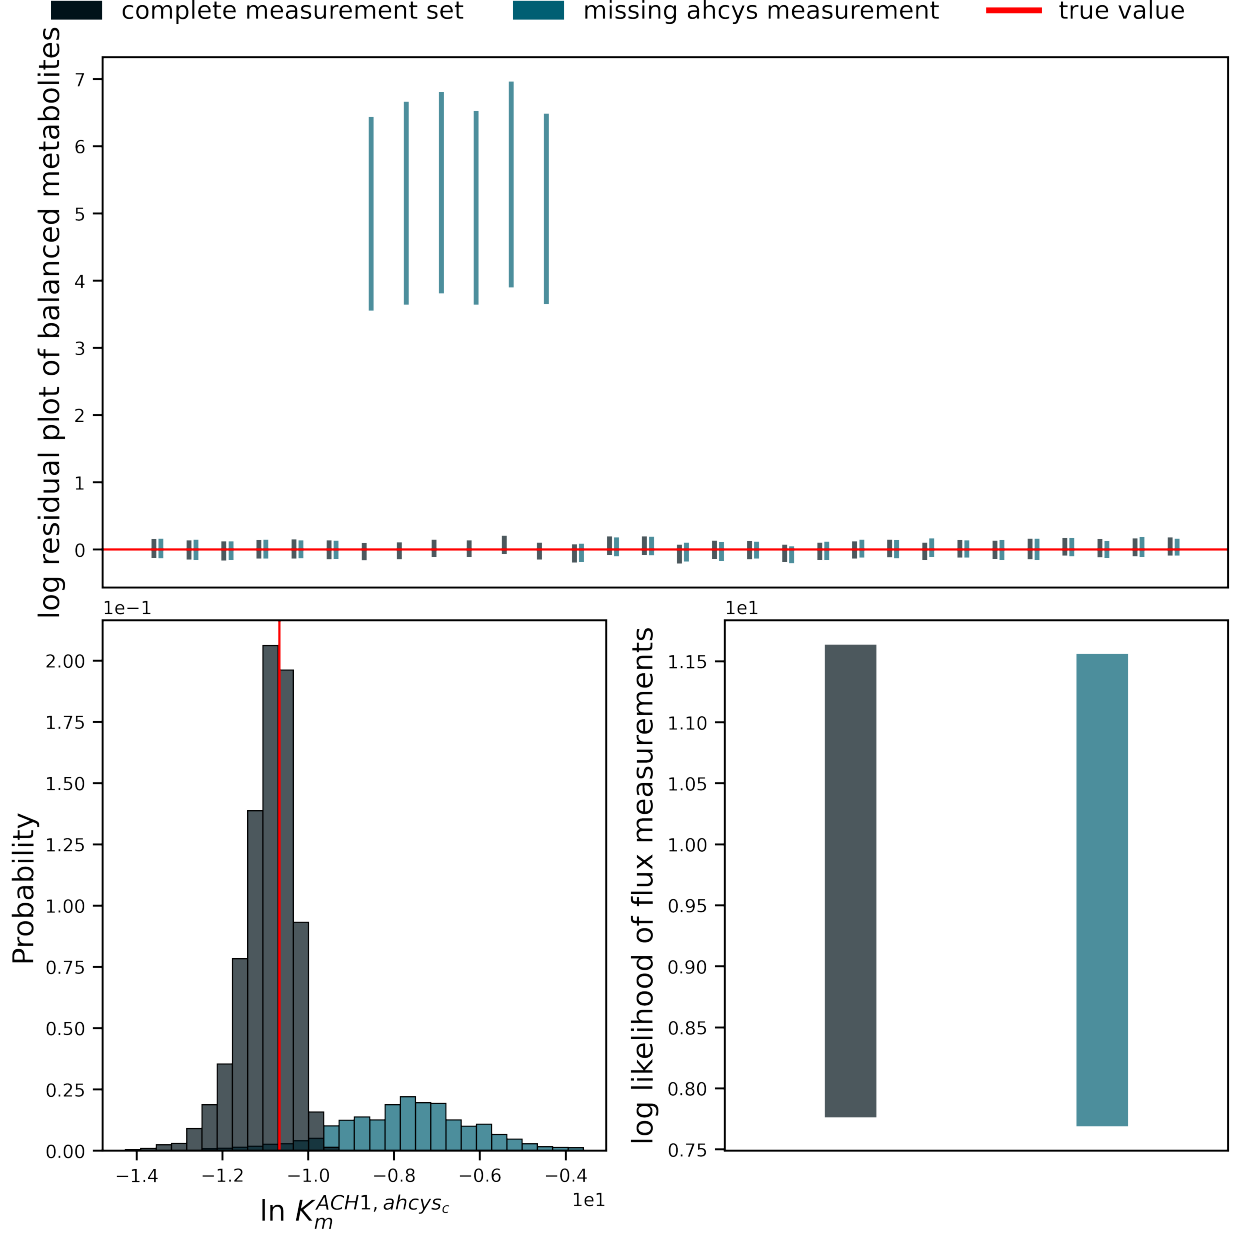 complete measurement set missing ahcys measurement true value
log residual plot of balanced metabolites
7
6
5
4
3
2
1
0
1e−1
Probability
2.00
1.75
1.50
1.25
1.00
0.75
0.50
0.25
0.00
−1.4 −1.2 −1.0 −0.8 −0.6 −0.4
1e1
ln K_m^{ACH1, ahcys_c}
1e1
log likelihood of flux measurements
1.15
1.10
1.05
1.00
0.95
0.90
0.85
0.80
0.75